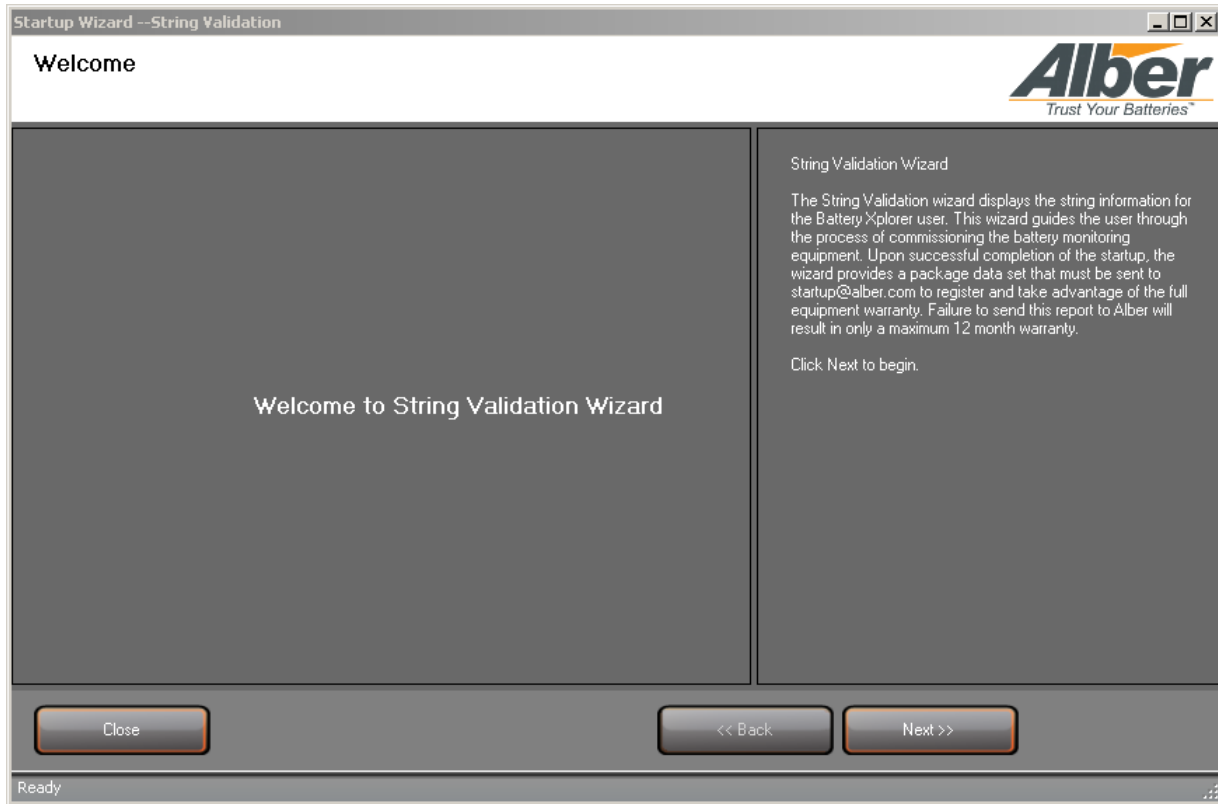 Startup Wizard --String Validation
Welcome
Alber
Trust Your Batteries™
String Validation Wizard
The String Validation wizard displays the string information for
the Battery Xplorer user. This wizard guides the user through
the process of commissioning the battery monitoring
equipment. Upon successful completion of the startup, the
wizard provides a package data set that must be sent to
startup@alber.com to register and take advantage of the full
equipment warranty. Failure to send this report to Alber will
result in only a maximum 12 month warranty.
Click Next to begin.
Welcome to String Validation Wizard
Close
<< Back
Next >>
Ready